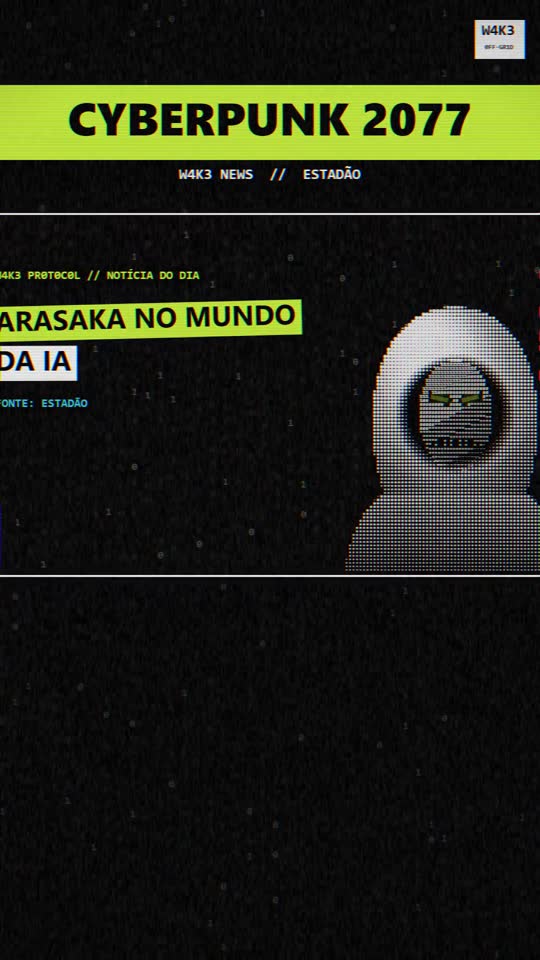 W4K3
OFF-GRID
CYBERPUNK 2077
W4K3 NEWS // ESTADÃO
W4K3 PR0T0C0L // NOTÍCIA DO DIA
ARASAKA NO MUNDO
DA IA
FONTE: ESTADÃO